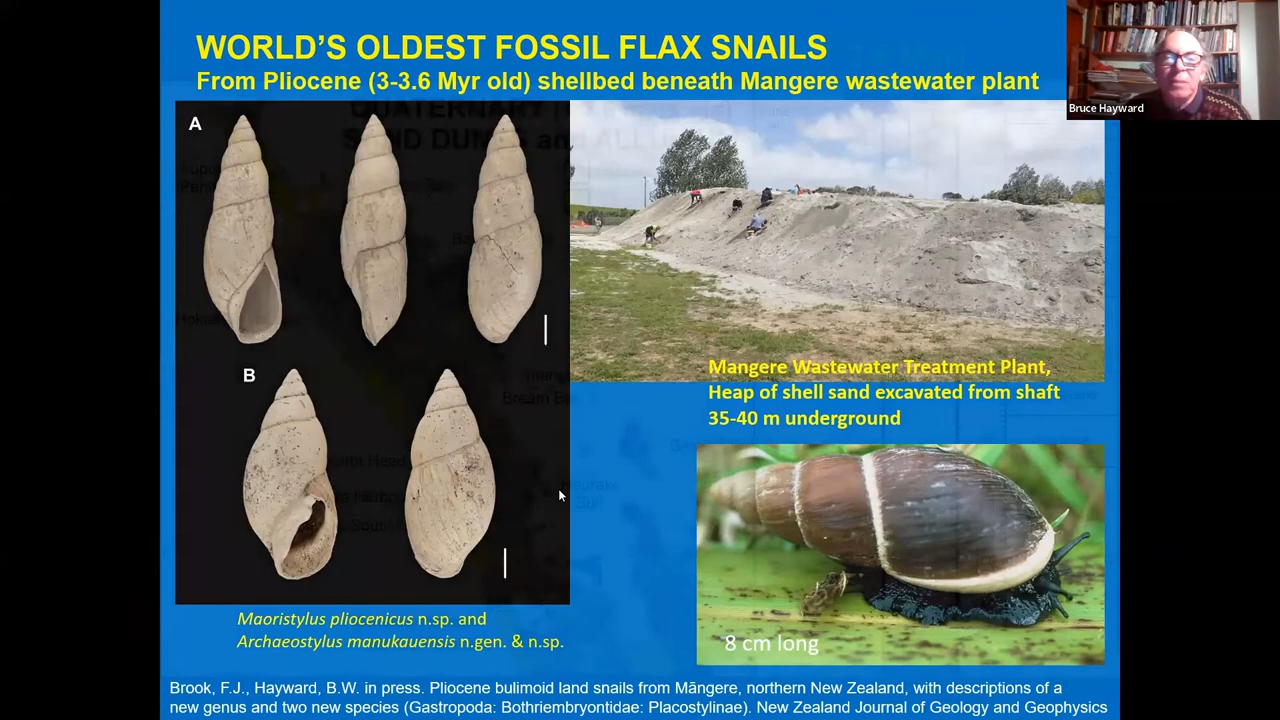 WORLD'S OLDEST FOSSIL FLAX SNAILS
From Pliocene (3-3.6 Myr old) shellbed beneath Mangere wastewater plant
Bruce Hayward
A
B
Mangere Wastewater Treatment Plant,
Heap of shell sand excavated from shaft
35-40 m underground
8 cm long
Maoristylus pliocenicus n.sp. and
Archaeostylus manukauensis n.gen. & n.sp.
Brook, F.J., Hayward, B.W. in press. Pliocene bulimoid land snails from Māngere, northern New Zealand, with descriptions of a
new genus and two new species (Gastropoda: Bothriembryontidae: Placostylinae). New Zealand Journal of Geology and Geophysics